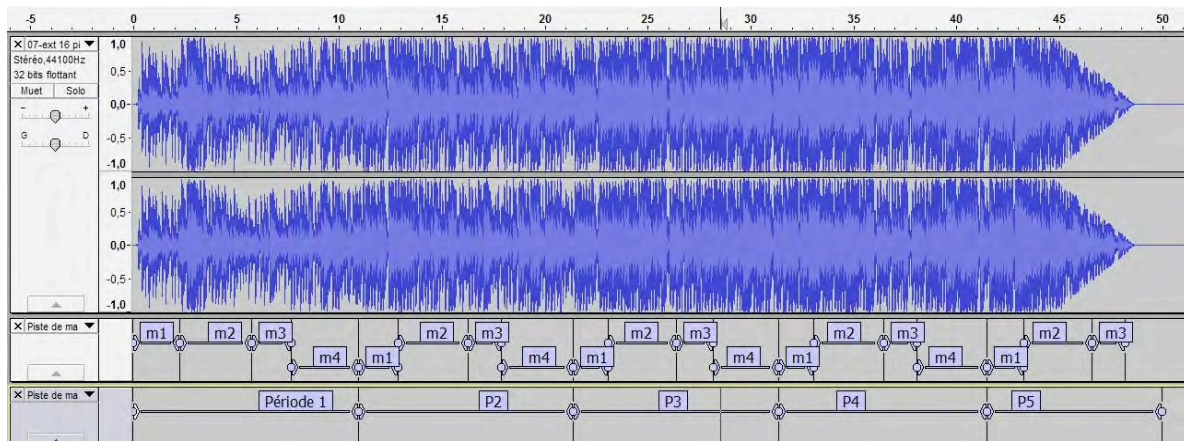 -5 0 5 10 15 20 25 30 35 40 45 50
07-ext 16 pi
Stéréo,44100Hz
32 bits flottant
Muet Solo
- +
G D
1,0
0,5-
0,0-
-0,5-
-1,0
1,0
0,5-
0,0-
-0,5-
-1,0
Piste de ma
m1 m2 m3 m2 m3 m2 m3 m2 m3 m2 m3
m4 m1 m4 m1 m4 m1 m4 m1
Piste de ma
Période 1 P2 P3 P4 P5